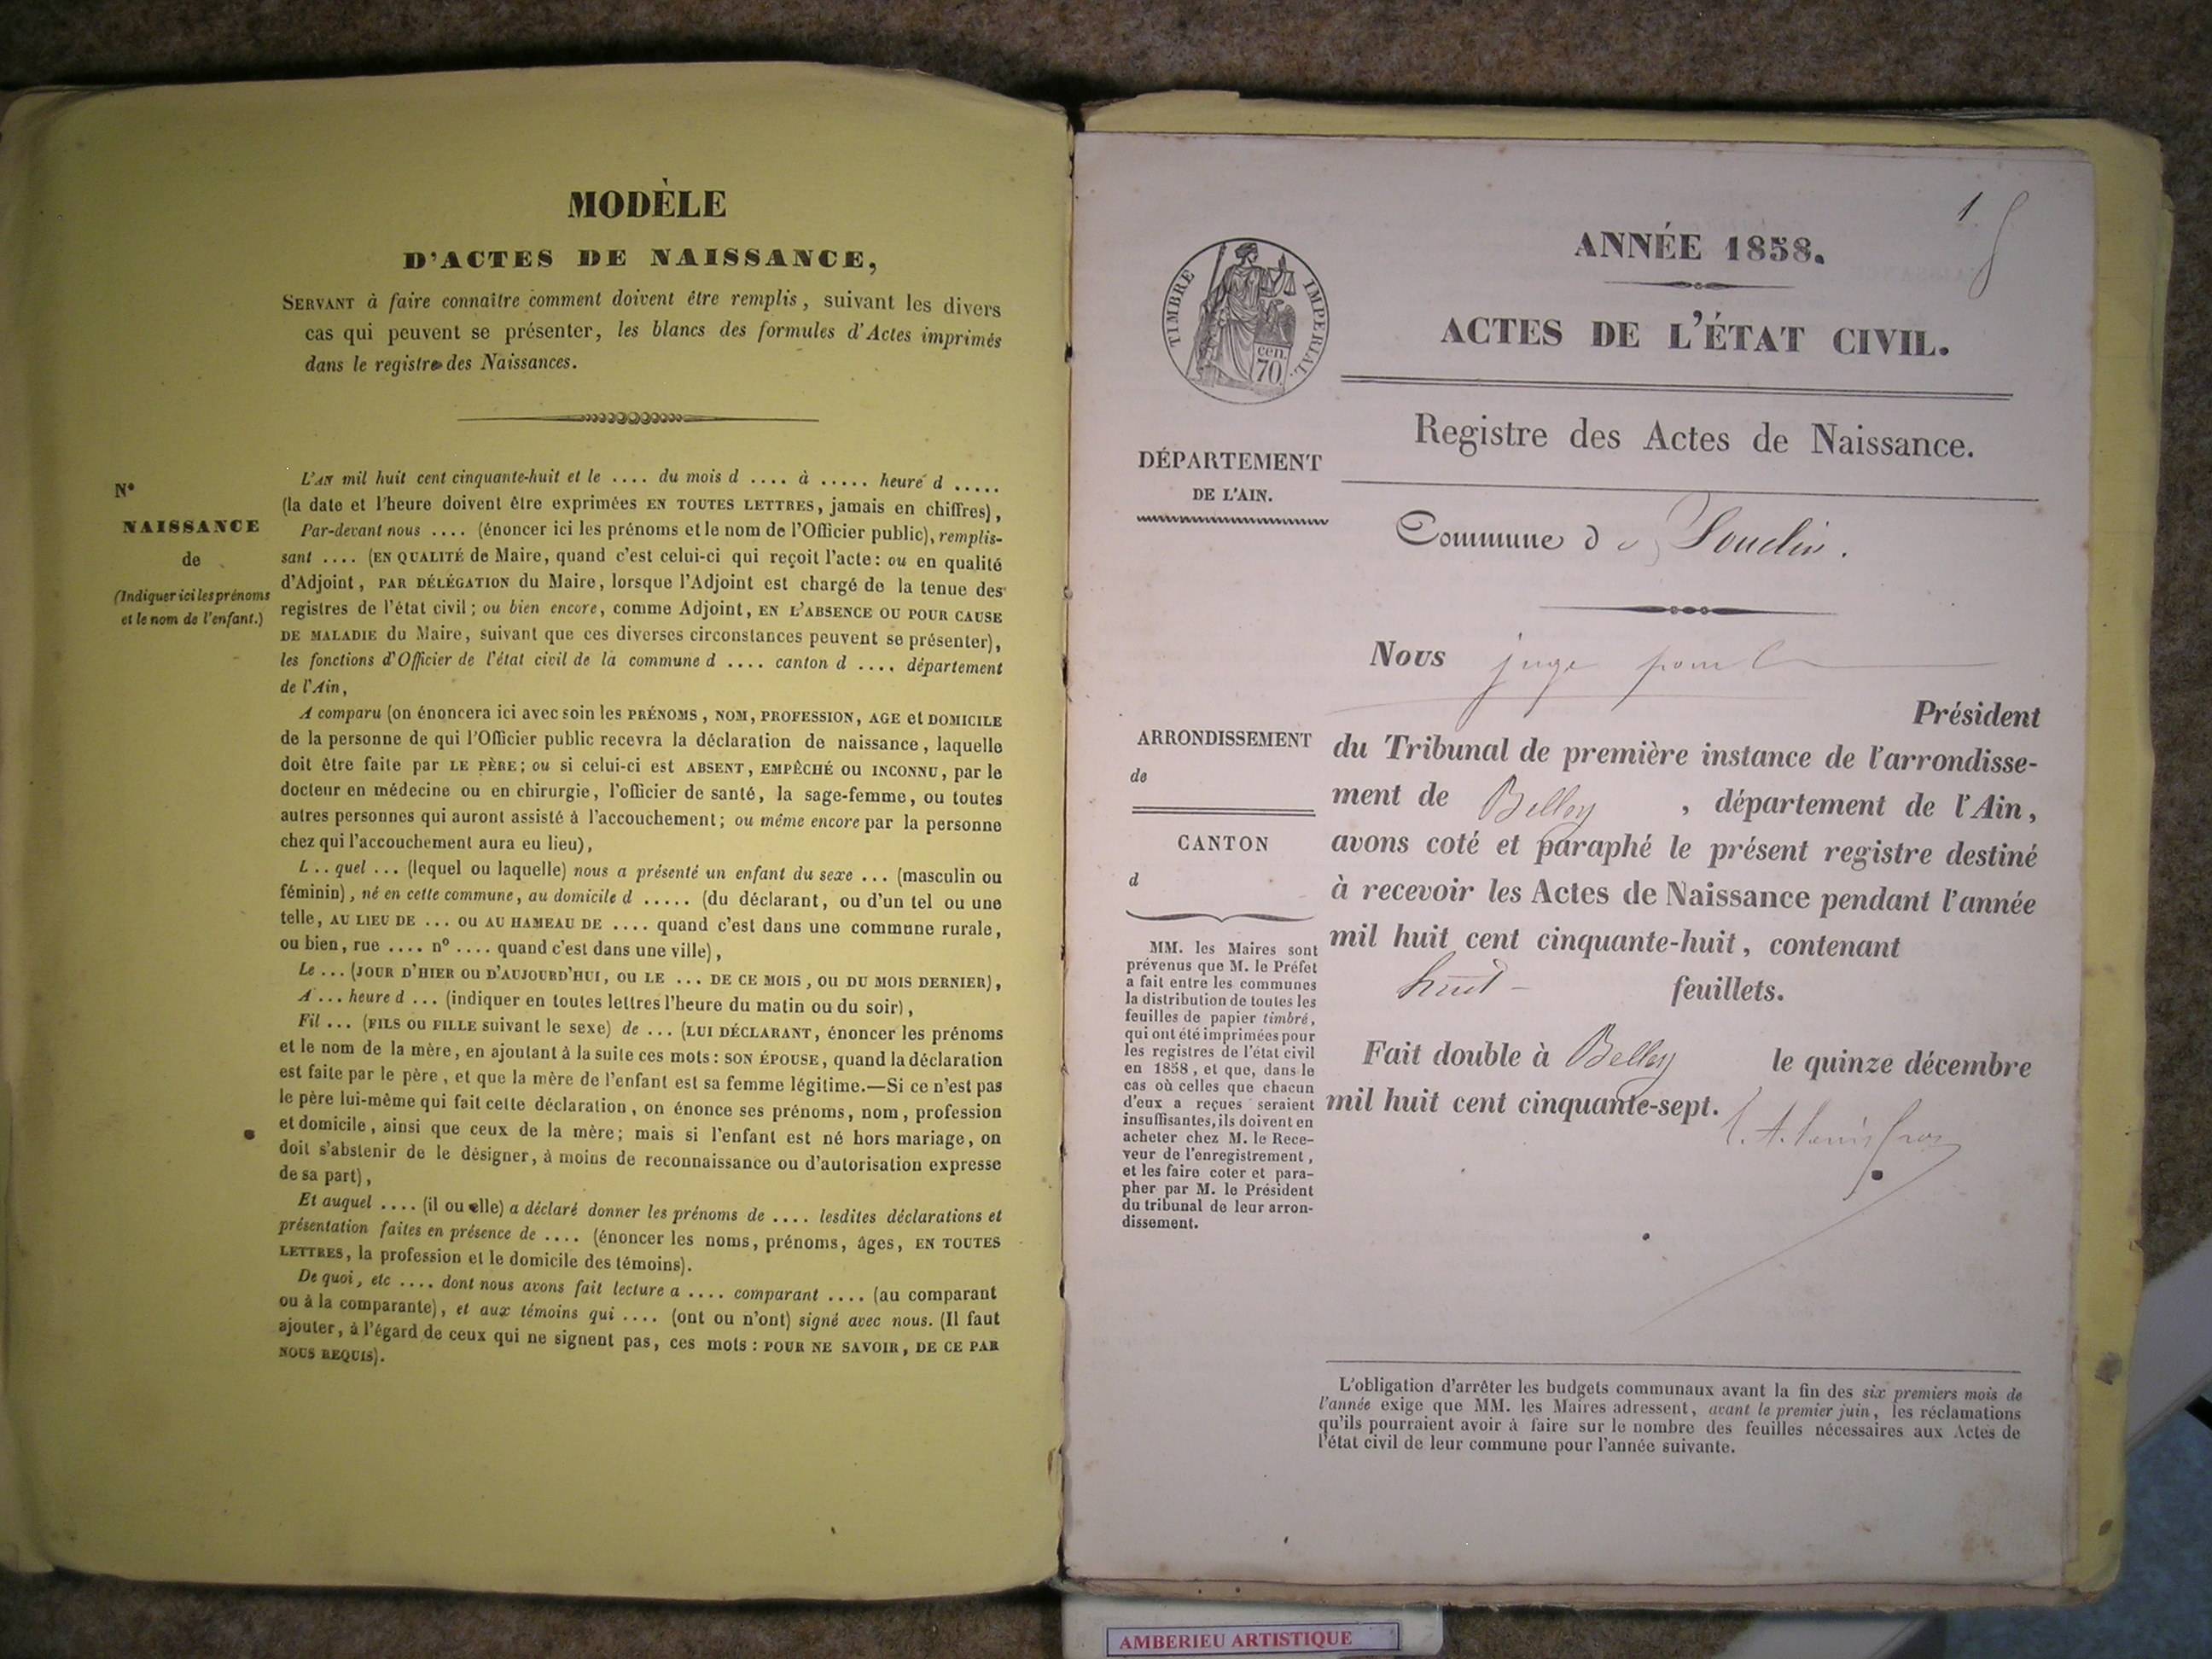 MODÈLE
D'ACTES DE NAISSANCE,
SERVANT à faire connaître comment doivent être remplis, suivant les divers
cas qui peuvent se présenter, les blancs des formules d'Actes imprimés
dans le registre des Naissances.
N°
NAISSANCE
de
(Indiquer ici les prénoms
et le nom de l'enfant.)
L'AN mil huit cent cinquante-huit et le .... du mois d .... à ..... heure d .....
(la date et l'heure doivent être exprimées EN TOUTES LETTRES, jamais en chiffres),
Par-devant nous .... (énoncer ici les prénoms et le nom de l'Officier public), remplis-
sant .... (EN QUALITÉ de Maire, quand c'est celui-ci qui reçoit l'acte: ou en qualité
d'Adjoint, PAR DÉLÉGATION du Maire, lorsque l'Adjoint est chargé de la tenue des
registres de l'état civil; ou bien encore, comme Adjoint, EN L'ABSENCE OU POUR CAUSE
DE MALADIE du Maire, suivant que ces diverses circonstances peuvent se présenter),
les fonctions d'Officier de l'état civil de la commune d .... canton d .... département
de l'Ain,
A comparu (on énoncera ici avec soin les PRÉNOMS, NOM, PROFESSION, AGE et DOMICILE
de la personne de qui l'Officier public recevra la déclaration de naissance, laquelle
doit être faite par LE PÈRE; ou si celui-ci est ABSENT, EMPÊCHÉ OU INCONNU, par le
docteur en médecine ou en chirurgie, l'officier de santé, la sage-femme, ou toutes
autres personnes qui auront assisté à l'accouchement; ou même encore par la personne
chez qui l'accouchement aura eu lieu),
L .. quel ... (lequel ou laquelle) nous a présenté un enfant du sexe ... (masculin ou
féminin), né en cette commune, au domicile d ..... (du déclarant, ou d'un tel ou une
telle, AU LIEU DE ... OU AU HAMEAU DE .... quand c'est dans une commune rurale,
ou bien, rue .... n° .... quand c'est dans une ville),
Le ... (JOUR D'HIER OU D'AUJOURD'HUI, OU LE ... DE CE MOIS, OU DU MOIS DERNIER),
A ... heure d ... (indiquer en toutes lettres l'heure du matin ou du soir),
Fil ... (FILS OU FILLE suivant le sexe) de ... (LUI DÉCLARANT, énoncer les prénoms
et le nom de la mère, en ajoutant à la suite ces mots: SON ÉPOUSE, quand la déclaration
est faite par le père, et que la mère de l'enfant est sa femme légitime.—Si ce n'est pas
le père lui-même qui fait cette déclaration, on énonce ses prénoms, nom, profession
et domicile, ainsi que ceux de la mère; mais si l'enfant est né hors mariage, on
doit s'abstenir de le désigner, à moins de reconnaissance ou d'autorisation expresse
de sa part),
Et auquel .... (il ou elle) a déclaré donner les prénoms de .... lesdites déclarations et
présentation faites en présence de .... (énoncer les noms, prénoms, âges, EN TOUTES
LETTRES, la profession et le domicile des témoins).
De quoi, etc .... dont nous avons fait lecture a .... comparant .... (au comparant
ou à la comparante), et aux témoins qui .... (ont ou n'ont) signé avec nous. (Il faut
ajouter, à l'égard de ceux qui ne signent pas, ces mots: POUR NE SAVOIR, DE CE PAR
NOUS REQUIS).
1.
ANNÉE 1858.
TIMBRE IMPERIAL.
cen.
70.
ACTES DE L'ÉTAT CIVIL.
Registre des Actes de Naissance.
DÉPARTEMENT
DE L'AIN.
Commune de Soudin.
Nous juge pour le
Président
ARRONDISSEMENT
de
CANTON
d
du Tribunal de première instance de l'arrondisse-
ment de Belley, département de l'Ain,
avons coté et paraphé le présent registre destiné
à recevoir les Actes de Naissance pendant l'année
mil huit cent cinquante-huit, contenant
huit feuillets.
Fait double à Belley le quinze décembre
mil huit cent cinquante-sept.
MM. les Maires sont
prévenus que M. le Préfet
a fait entre les communes
la distribution de toutes les
feuilles de papier timbré,
qui ont été imprimées pour
les registres de l'état civil
en 1858, et que, dans le
cas où celles que chacun
d'eux a reçues seraient
insuffisantes, ils doivent en
acheter chez M. le Rece-
veur de l'enregistrement,
et les faire coter et para-
pher par M. le Président
du tribunal de leur arron-
dissement.
L'obligation d'arrêter les budgets communaux avant la fin des six premiers mois de
l'année exige que MM. les Maires adressent, avant le premier juin, les réclamations
qu'ils pourraient avoir à faire sur le nombre des feuilles nécessaires aux Actes de
l'état civil de leur commune pour l'année suivante.
AMBERIEU ARTISTIQUE